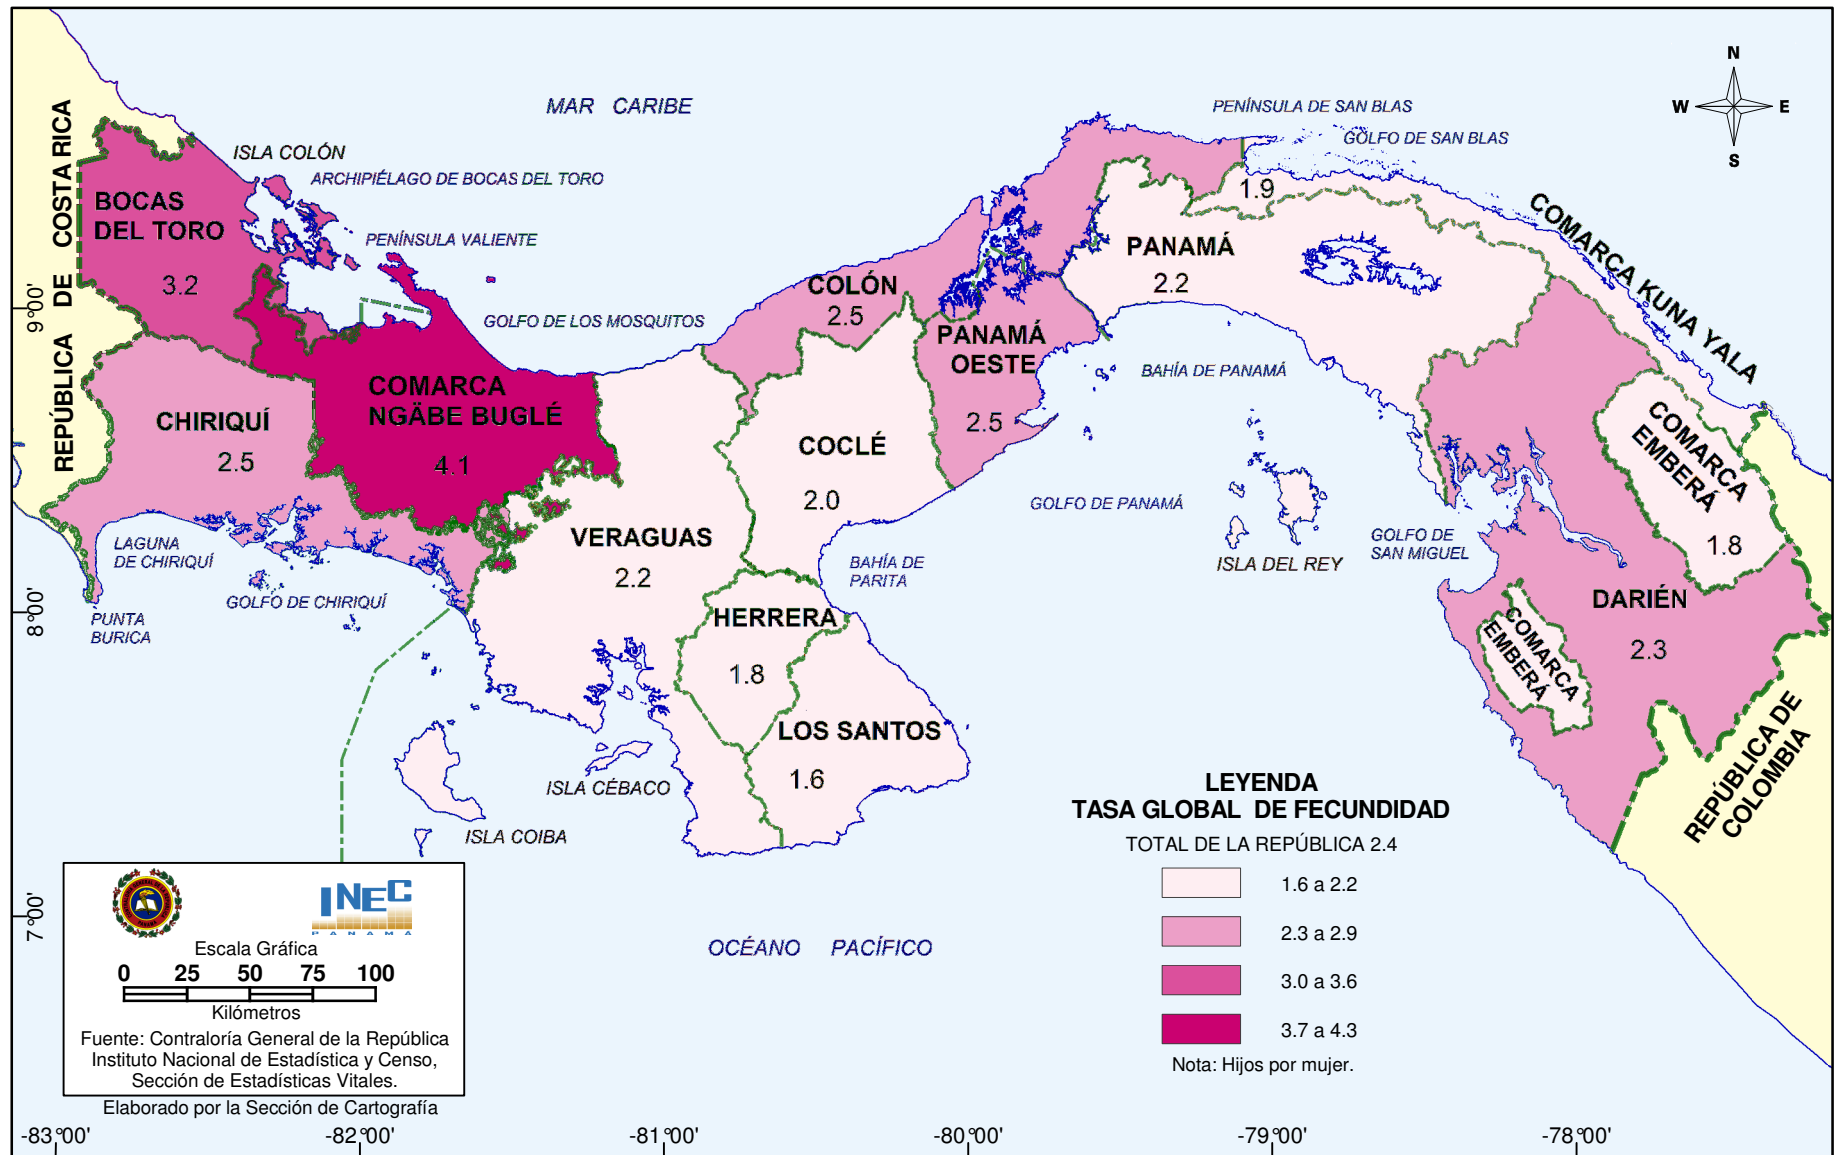 N
W
E
S
MAR CARIBE
PENÍNSULA DE SAN BLAS
GOLFO DE SAN BLAS
REPÚBLICA DE COSTA RICA
ISLA COLÓN
ARCHIPIÉLAGO DE BOCAS DEL TORO
BOCAS
DEL TORO
3.2
PENÍNSULA VALIENTE
GOLFO DE LOS MOSQUITOS
1.9
COMARCA KUNA YALA
PANAMÁ
2.2
COLÓN
2.5
PANAMÁ
OESTE
2.5
BAHÍA DE PANAMÁ
COMARCA
NGÄBE BUGLÉ
4.1
CHIRIQUÍ
2.5
COCLÉ
2.0
COMARCA
EMBERÁ
1.8
GOLFO DE PANAMÁ
GOLFO DE
SAN MIGUEL
ISLA DEL REY
VERAGUAS
2.2
BAHÍA DE
PARITA
LAGUNA
DE CHIRIQUÍ
GOLFO DE CHIRIQUÍ
PUNTA
BURICA
HERRERA
1.8
DARIÉN
2.3
COMARCA
EMBERÁ
LOS SANTOS
1.6
ISLA CÉBACO
ISLA COIBA
REPÚBLICA DE
COLOMBIA
OCÉANO PACÍFICO
LEYENDA
TASA GLOBAL DE FECUNDIDAD
TOTAL DE LA REPÚBLICA 2.4
1.6 a 2.2
2.3 a 2.9
3.0 a 3.6
3.7 a 4.3
Nota: Hijos por mujer.
INEC
PANAMÁ
Escala Gráfica
0 25 50 75 100
Kilómetros
Fuente: Contraloría General de la República
Instituto Nacional de Estadística y Censo,
Sección de Estadísticas Vitales.
Elaborado por la Sección de Cartografía
9°00'
8°00'
7°00'
-83°00' -82°00' -81°00' -80°00' -79°00' -78°00'